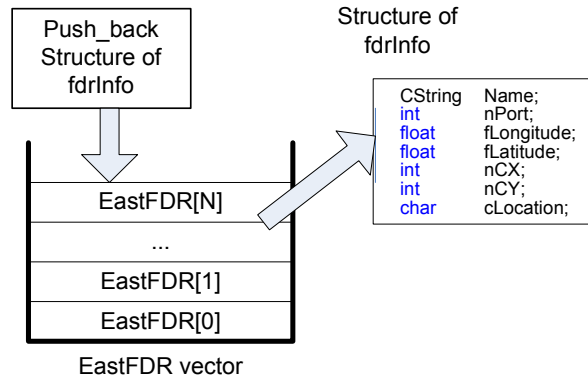 Push_back
Structure of
fdrInfo
Structure of
fdrInfo
CString Name;
int nPort;
float fLongitude;
float fLatitude;
int nCX;
int nCY;
char cLocation;
EastFDR[N]
...
EastFDR[1]
EastFDR[0]
EastFDR vector